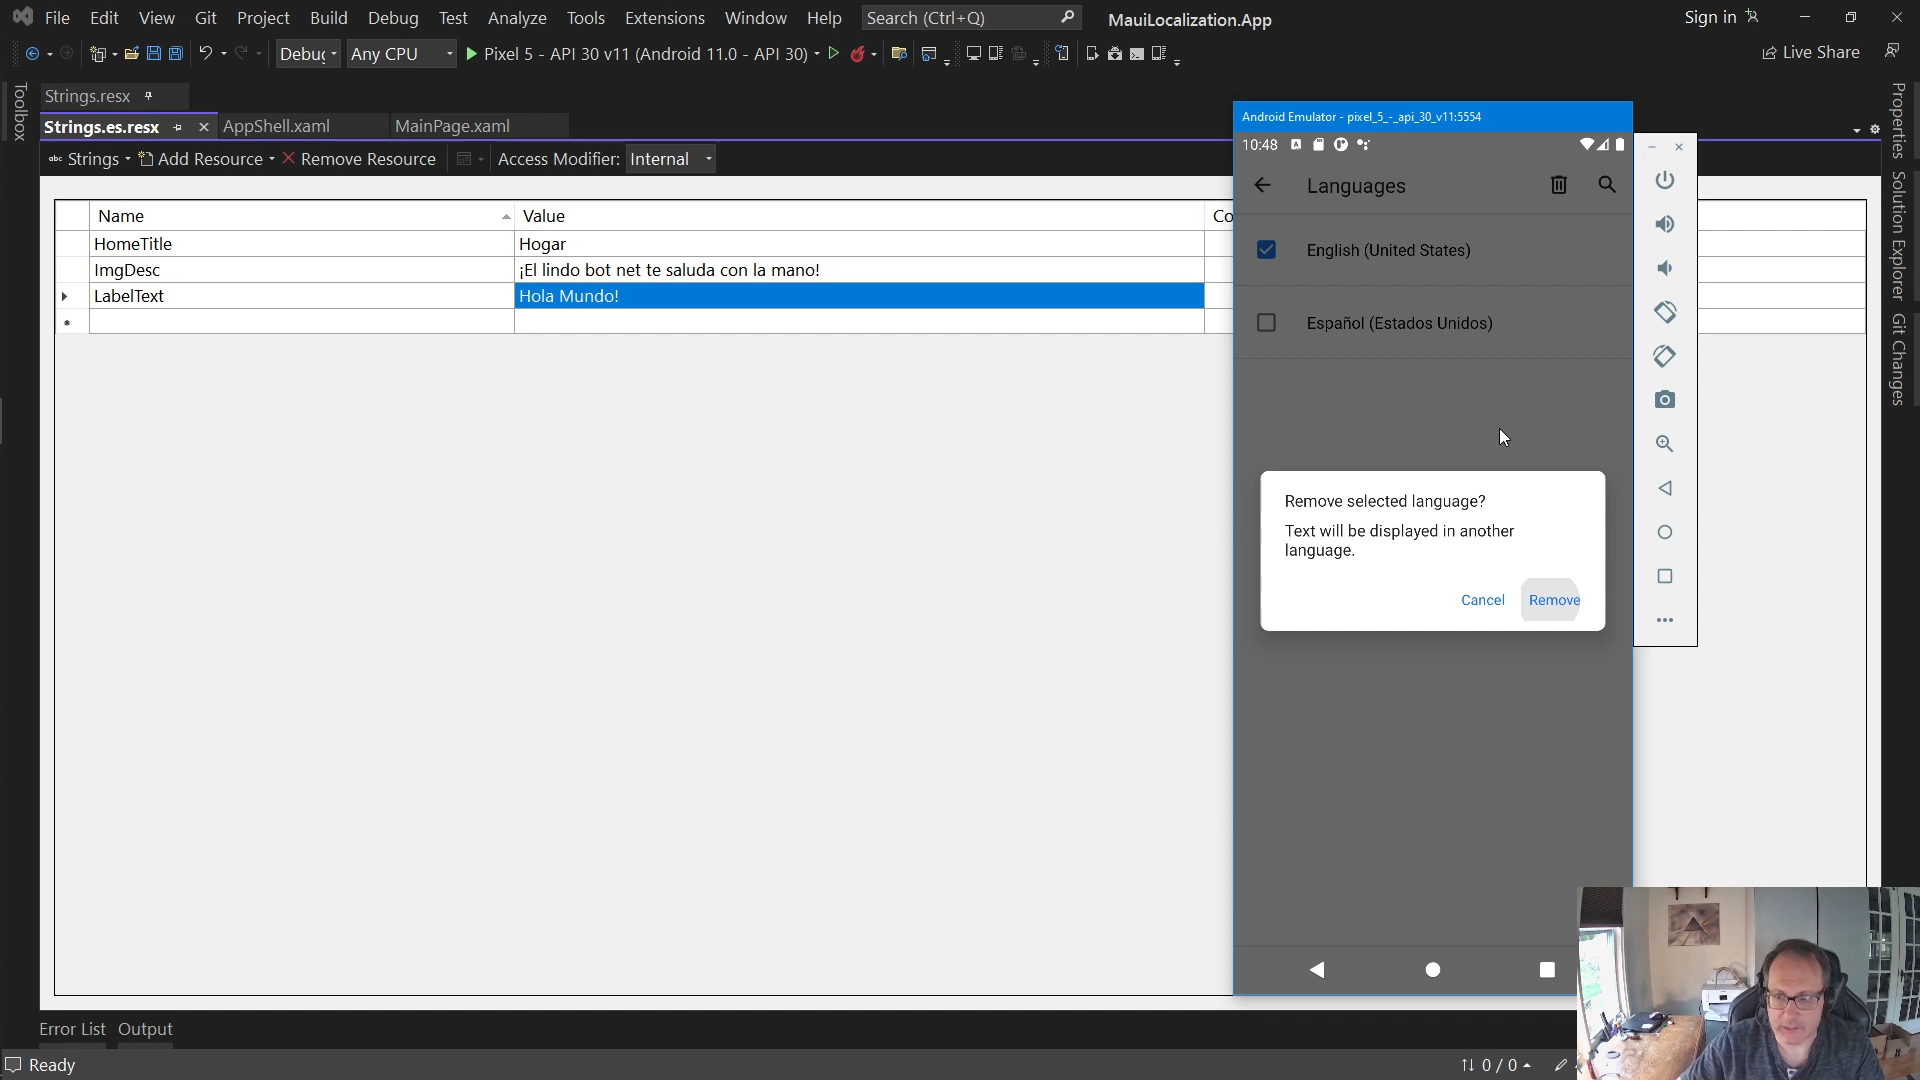 File Edit View Git Project Build Debug Test Analyze Tools Extensions Window Help Search (Ctrl+Q) MauiLocalization.App Sign in
Debug Any CPU Pixel 5 - API 30 v11 (Android 11.0 - API 30) Live Share
Toolbox
Strings.resx
Strings.es.resx AppShell.xaml MainPage.xaml
abc Strings Add Resource Remove Resource Access Modifier: Internal
Name Value Co
HomeTitle Hogar
ImgDesc ¡El lindo bot net te saluda con la mano!
LabelText Hola Mundo!
Android Emulator - pixel_5_-_api_30_v11:5554
10:48
Languages
English (United States)
Español (Estados Unidos)
Remove selected language?
Text will be displayed in another
language.
Cancel Remove
Properties
Solution Explorer
Git Changes
Error List Output
Ready 0 / 0